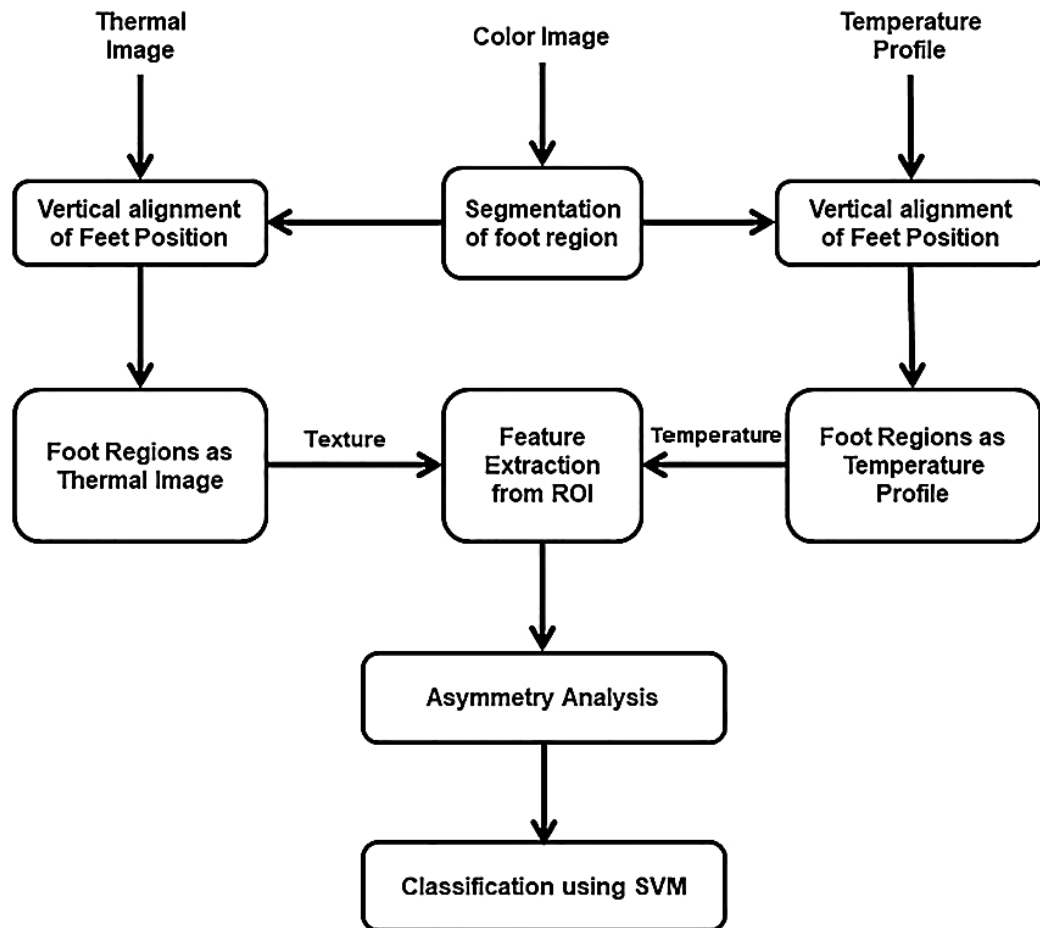 Thermal
Image
Color Image
Temperature
Profile
Vertical alignment
of Feet Position
Segmentation
of foot region
Vertical alignment
of Feet Position
Foot Regions as
Thermal Image
Texture
Feature
Extraction
from ROI
Temperature
Foot Regions as
Temperature
Profile
Asymmetry Analysis
Classification using SVM